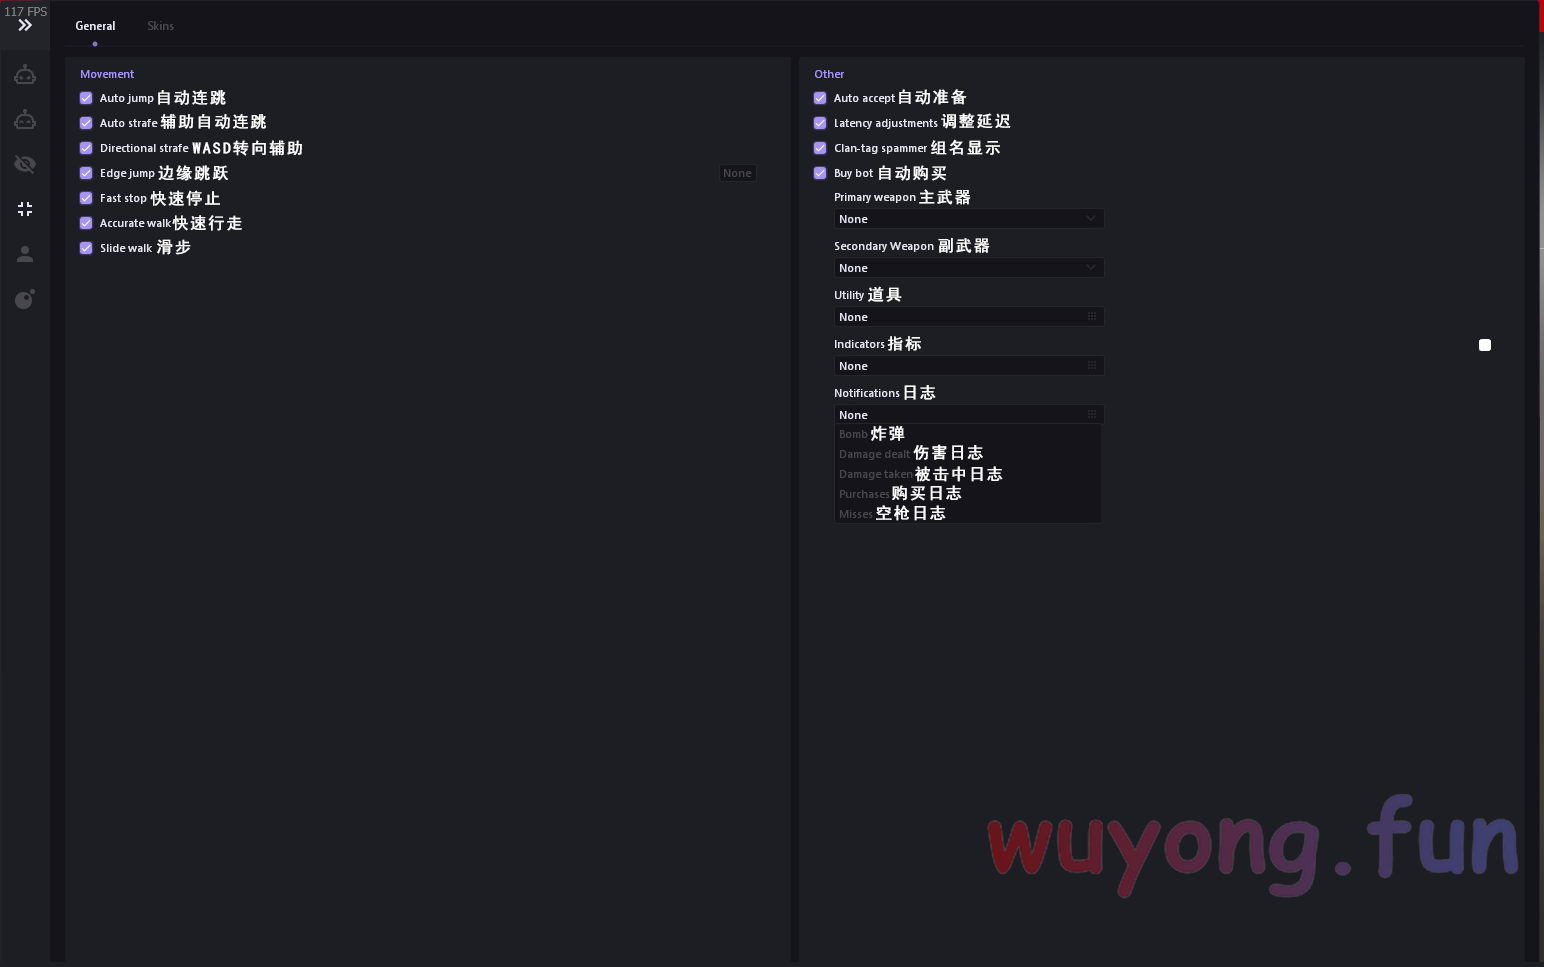 117 FPS
General Skins
Movement
Auto jump 自动连跳
Auto strafe 辅助自动连跳
Directional strafe WASD转向辅助
Edge jump 边缘跳跃 None
Fast stop 快速停止
Accurate walk 快速行走
Slide walk 滑步
Other
Auto accept 自动准备
Latency adjustments 调整延迟
Clan-tag spammer 组名显示
Buy bot 自动购买
Primary weapon 主武器
None
Secondary Weapon 副武器
None
Utility 道具
None
Indicators 指标
None
Notifications 日志
None
Bomb 炸弹
Damage dealt 伤害日志
Damage taken 被击中日志
Purchases 购买日志
Misses 空枪日志
wuyong.fun